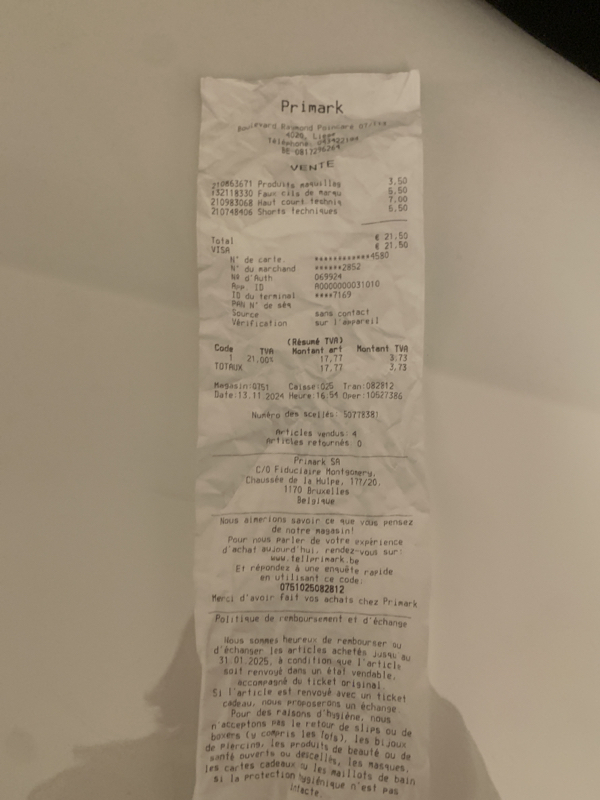 Primark
Boulevard Raymond Poincaré
4020, Liège
Téléphone:
BE
VENTE
210863671 Produits maquillag 3,50
Faux cils de marqu 5,50
210983068 Haut court techniq 7,00
210748406 Shorts techniques 5,50
Total € 21,50
VISA € 21,50
N° de carte ************4580
N° du marchand ******2852
N° d'Auth 069924
App. ID A0000000031010
ID du terminal ****7169
PAN N° de séq
Source sans contact
Vérification sur l'appareil
(Résumé TVA)
Code TVA Montant art Montant TVA
1 21,00% 17,77 3,73
TOTAUX 17,77 3,73
Magasin:0751 Caisse:025 Tran:082812
Date:13.11.2024 Heure:16:54 Oper:10627386
Numéro des scellés: 50778381
Articles vendus: 4
Articles retournés: 0
Primark SA
C/O Fiduciaire Montgomery,
Chaussée de la Hulpe, 177/20,
1170 Bruxelles
Belgique
Nous aimerions savoir ce que vous pensez
de notre magasin!
Pour nous parler de votre expérience
d'achat aujourd'hui, rendez-vous sur:
www.tellprimark.be
Et répondez à une enquête rapide
en utilisant ce code:
0751025082812
Merci d'avoir fait vos achats chez Primark
Politique de remboursement et d'échange
Nous sommes heureux de rembourser ou
d'échanger les articles achetés jusqu'au
31.01.2025, à condition que l'article
soit renvoyé dans un état vendable,
accompagné du ticket original.
Si l'article est renvoyé avec un ticket
cadeau, nous proposerons un échange.
Pour des raisons d'hygiène, nous
n'acceptons pas le retour de slips ou de
boxers (y compris les lots), les bijoux
de piercing, les produits de beauté ou de
santé ouverts ou descellés, les masques,
les cartes cadeaux ou les maillots de bain
si la protection hygiénique n'est pas
intacte.